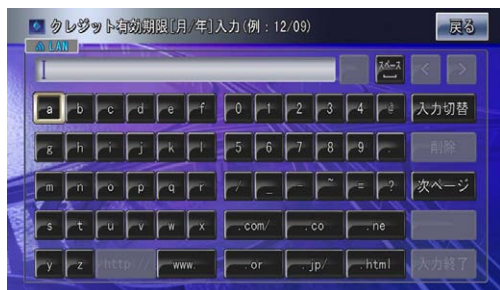 クレジット有効期限[月/年]入力(例：12/09) 戻る
LAN
スペース < >
a b c d e f 0 1 2 3 4 @ 入力切替
g h i j k l 5 6 7 8 9 . 削除
m n o p q r / _ - ~ = ? 次ページ
s t u v w x .com/ .co .ne
y z http:// www. .or .jp/ .html 入力終了